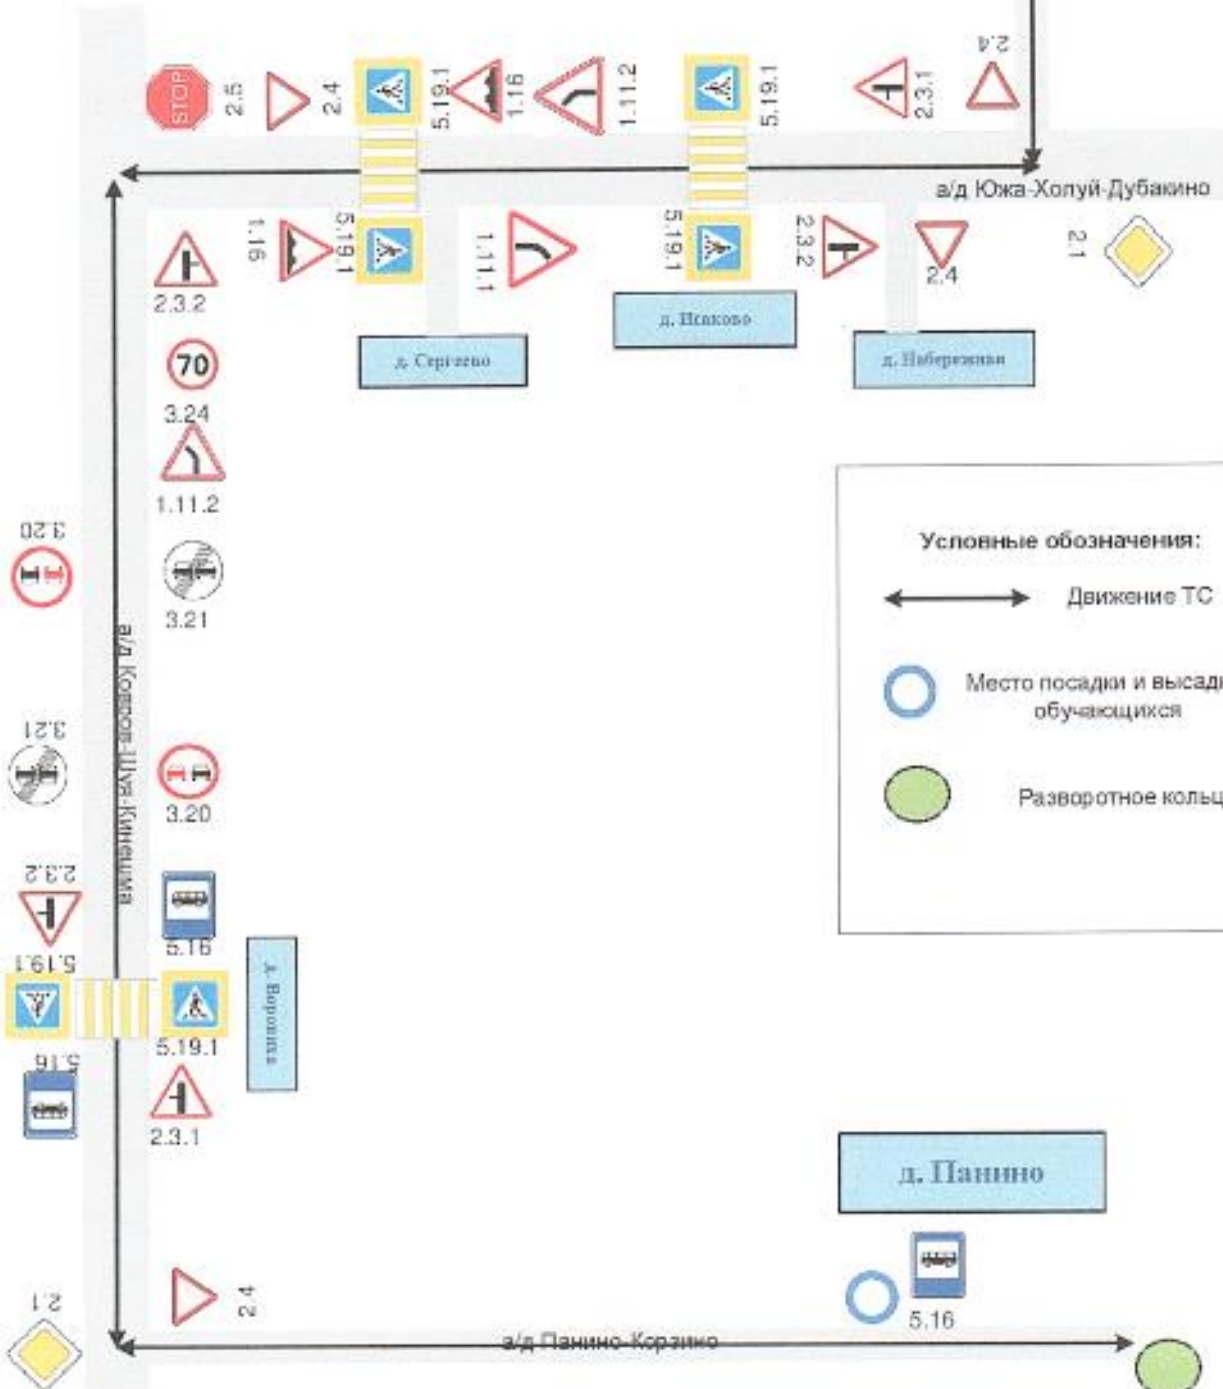 2.4
STOP
2.5
2.4
5.19.1
1.16
1.11.2
5.19.1
2.3.1
а/д Южа-Холуй-Дубакино
1.16
5.19.1
1.11.1
5.19.1
2.3.2
2.4
2.1
2.3.2
д. Сергеево
д. Исаково
д. Набережная
70
3.24
1.11.2
3.20
3.21
Условные обозначения:
Движение ТС
Место посадки и высадк
обучающихся
Разворотное кольц
а/д Ковров-Шуя-Кинешма
3.21
3.20
2.3.2
5.16
5.19.1
5.19.1
д. Ворониха
5.16
2.3.1
д. Панино
5.16
2.4
2.1
а/д Панино-Корзино